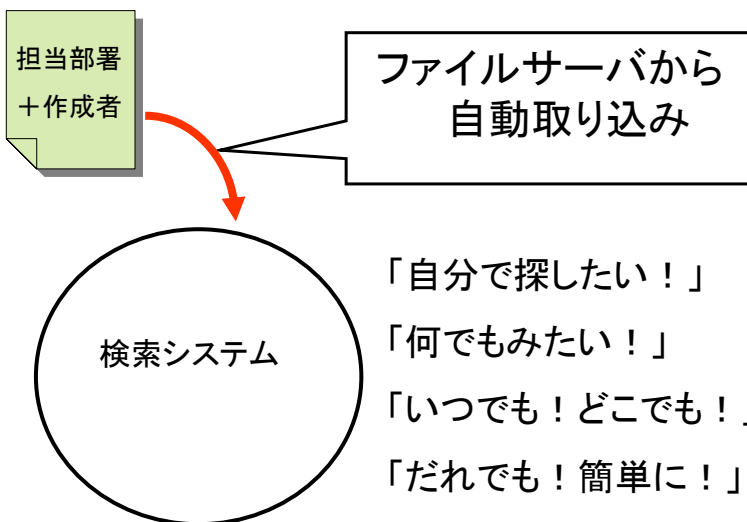 担当部署
＋作成者
ファイルサーバから
自動取り込み
検索システム
「自分で探したい！」
「何でもみたい！」
「いつでも！どこでも！」
「だれでも！簡単に！」